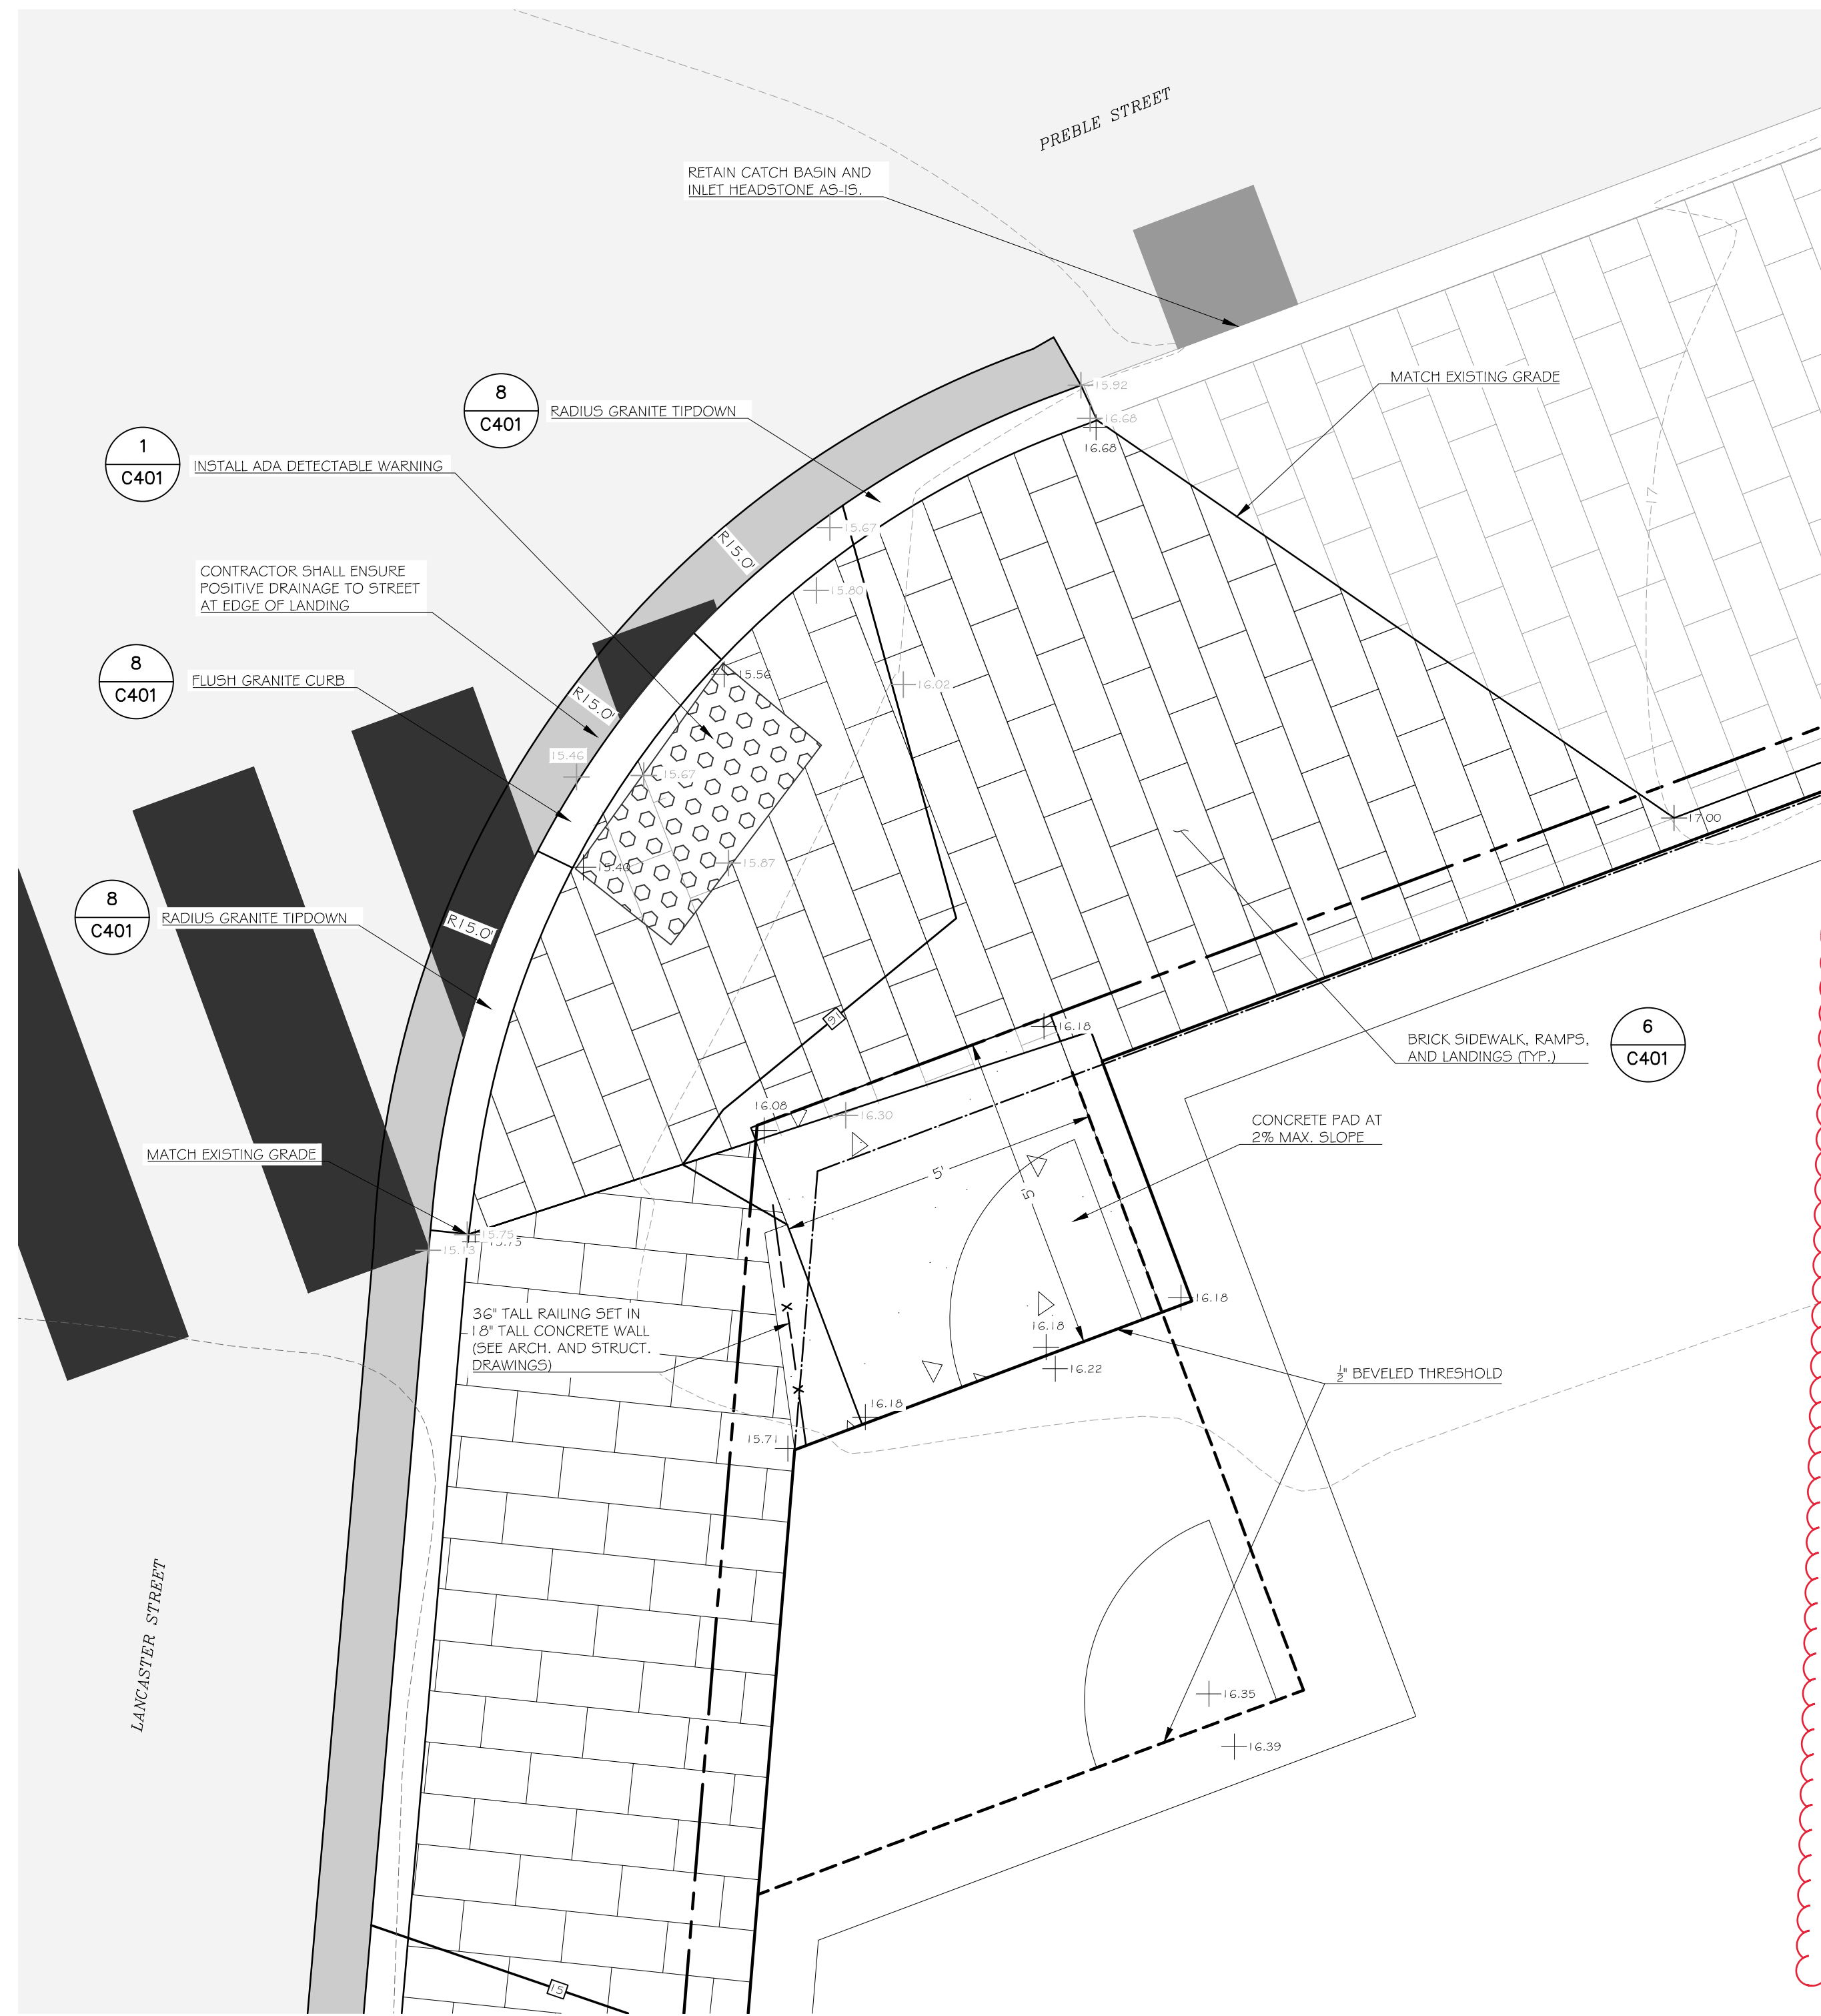 PREBLE STREET
RETAIN CATCH BASIN AND
INLET HEADSTONE AS-IS.
MATCH EXISTING GRADE
15.92
16.68
16.68
8
C401
RADIUS GRANITE TIPDOWN
1
C401
INSTALL ADA DETECTABLE WARNING
17
15.67
R15.0'
CONTRACTOR SHALL ENSURE
POSITIVE DRAINAGE TO STREET
AT EDGE OF LANDING
15.80
8
C401
FLUSH GRANITE CURB
15.56
16.02
R15.0'
15.46
15.67
17.00
15.40
15.87
8
C401
RADIUS GRANITE TIPDOWN
R15.0'
16
16.18
BRICK SIDEWALK, RAMPS,
AND LANDINGS (TYP.)
6
C401
16.08
16.30
CONCRETE PAD AT
2% MAX. SLOPE
MATCH EXISTING GRADE
5'
5'
15.75
15.75
15.13
36" TALL RAILING SET IN
18" TALL CONCRETE WALL
(SEE ARCH. AND STRUCT.
DRAWINGS)
X
X
16.18
16.18
16.22
1/2" BEVELED THRESHOLD
16.18
15.71
LANCASTER STREET
16.35
16.39
15